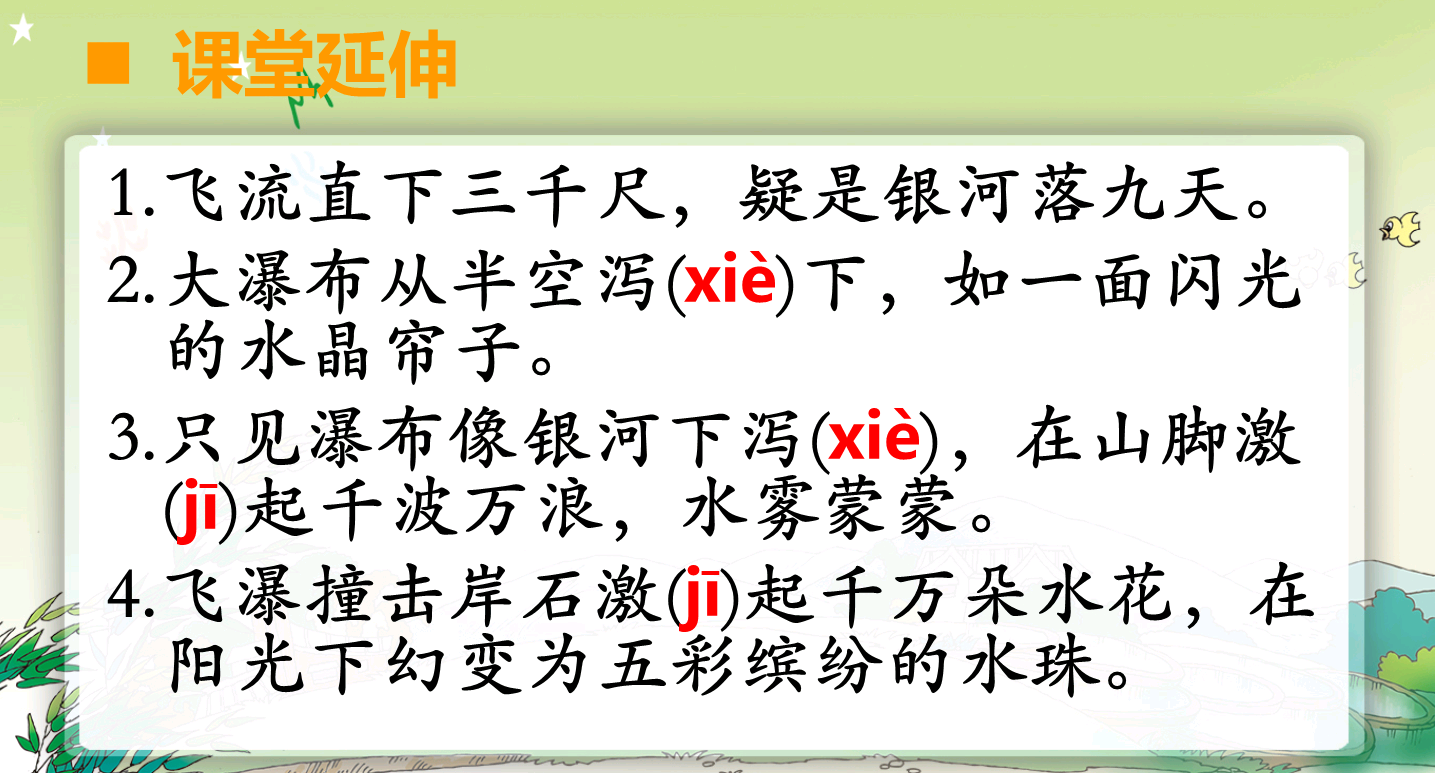 ■ 课堂延伸
1.飞流直下三千尺，疑是银河落九天。
2.大瀑布从半空泻(xiè)下，如一面闪光
的水晶帘子。
3.只见瀑布像银河下泻(xiè)，在山脚激
(jī)起千波万浪，水雾蒙蒙。
4.飞瀑撞击岸石激(jī)起千万朵水花，在
阳光下幻变为五彩缤纷的水珠。